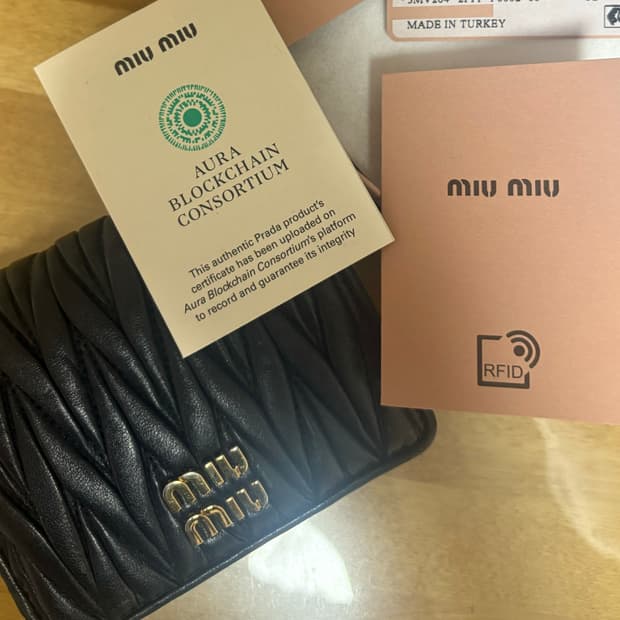 MADE IN TURKEY
miu miu
AURA
BLOCKCHAIN
CONSORTIUM
This authentic Prada product's
certificate has been uploaded on
Aura Blockchain Consortium's platform
to record and guarantee its integrity
miu miu
RFID
miu
miu